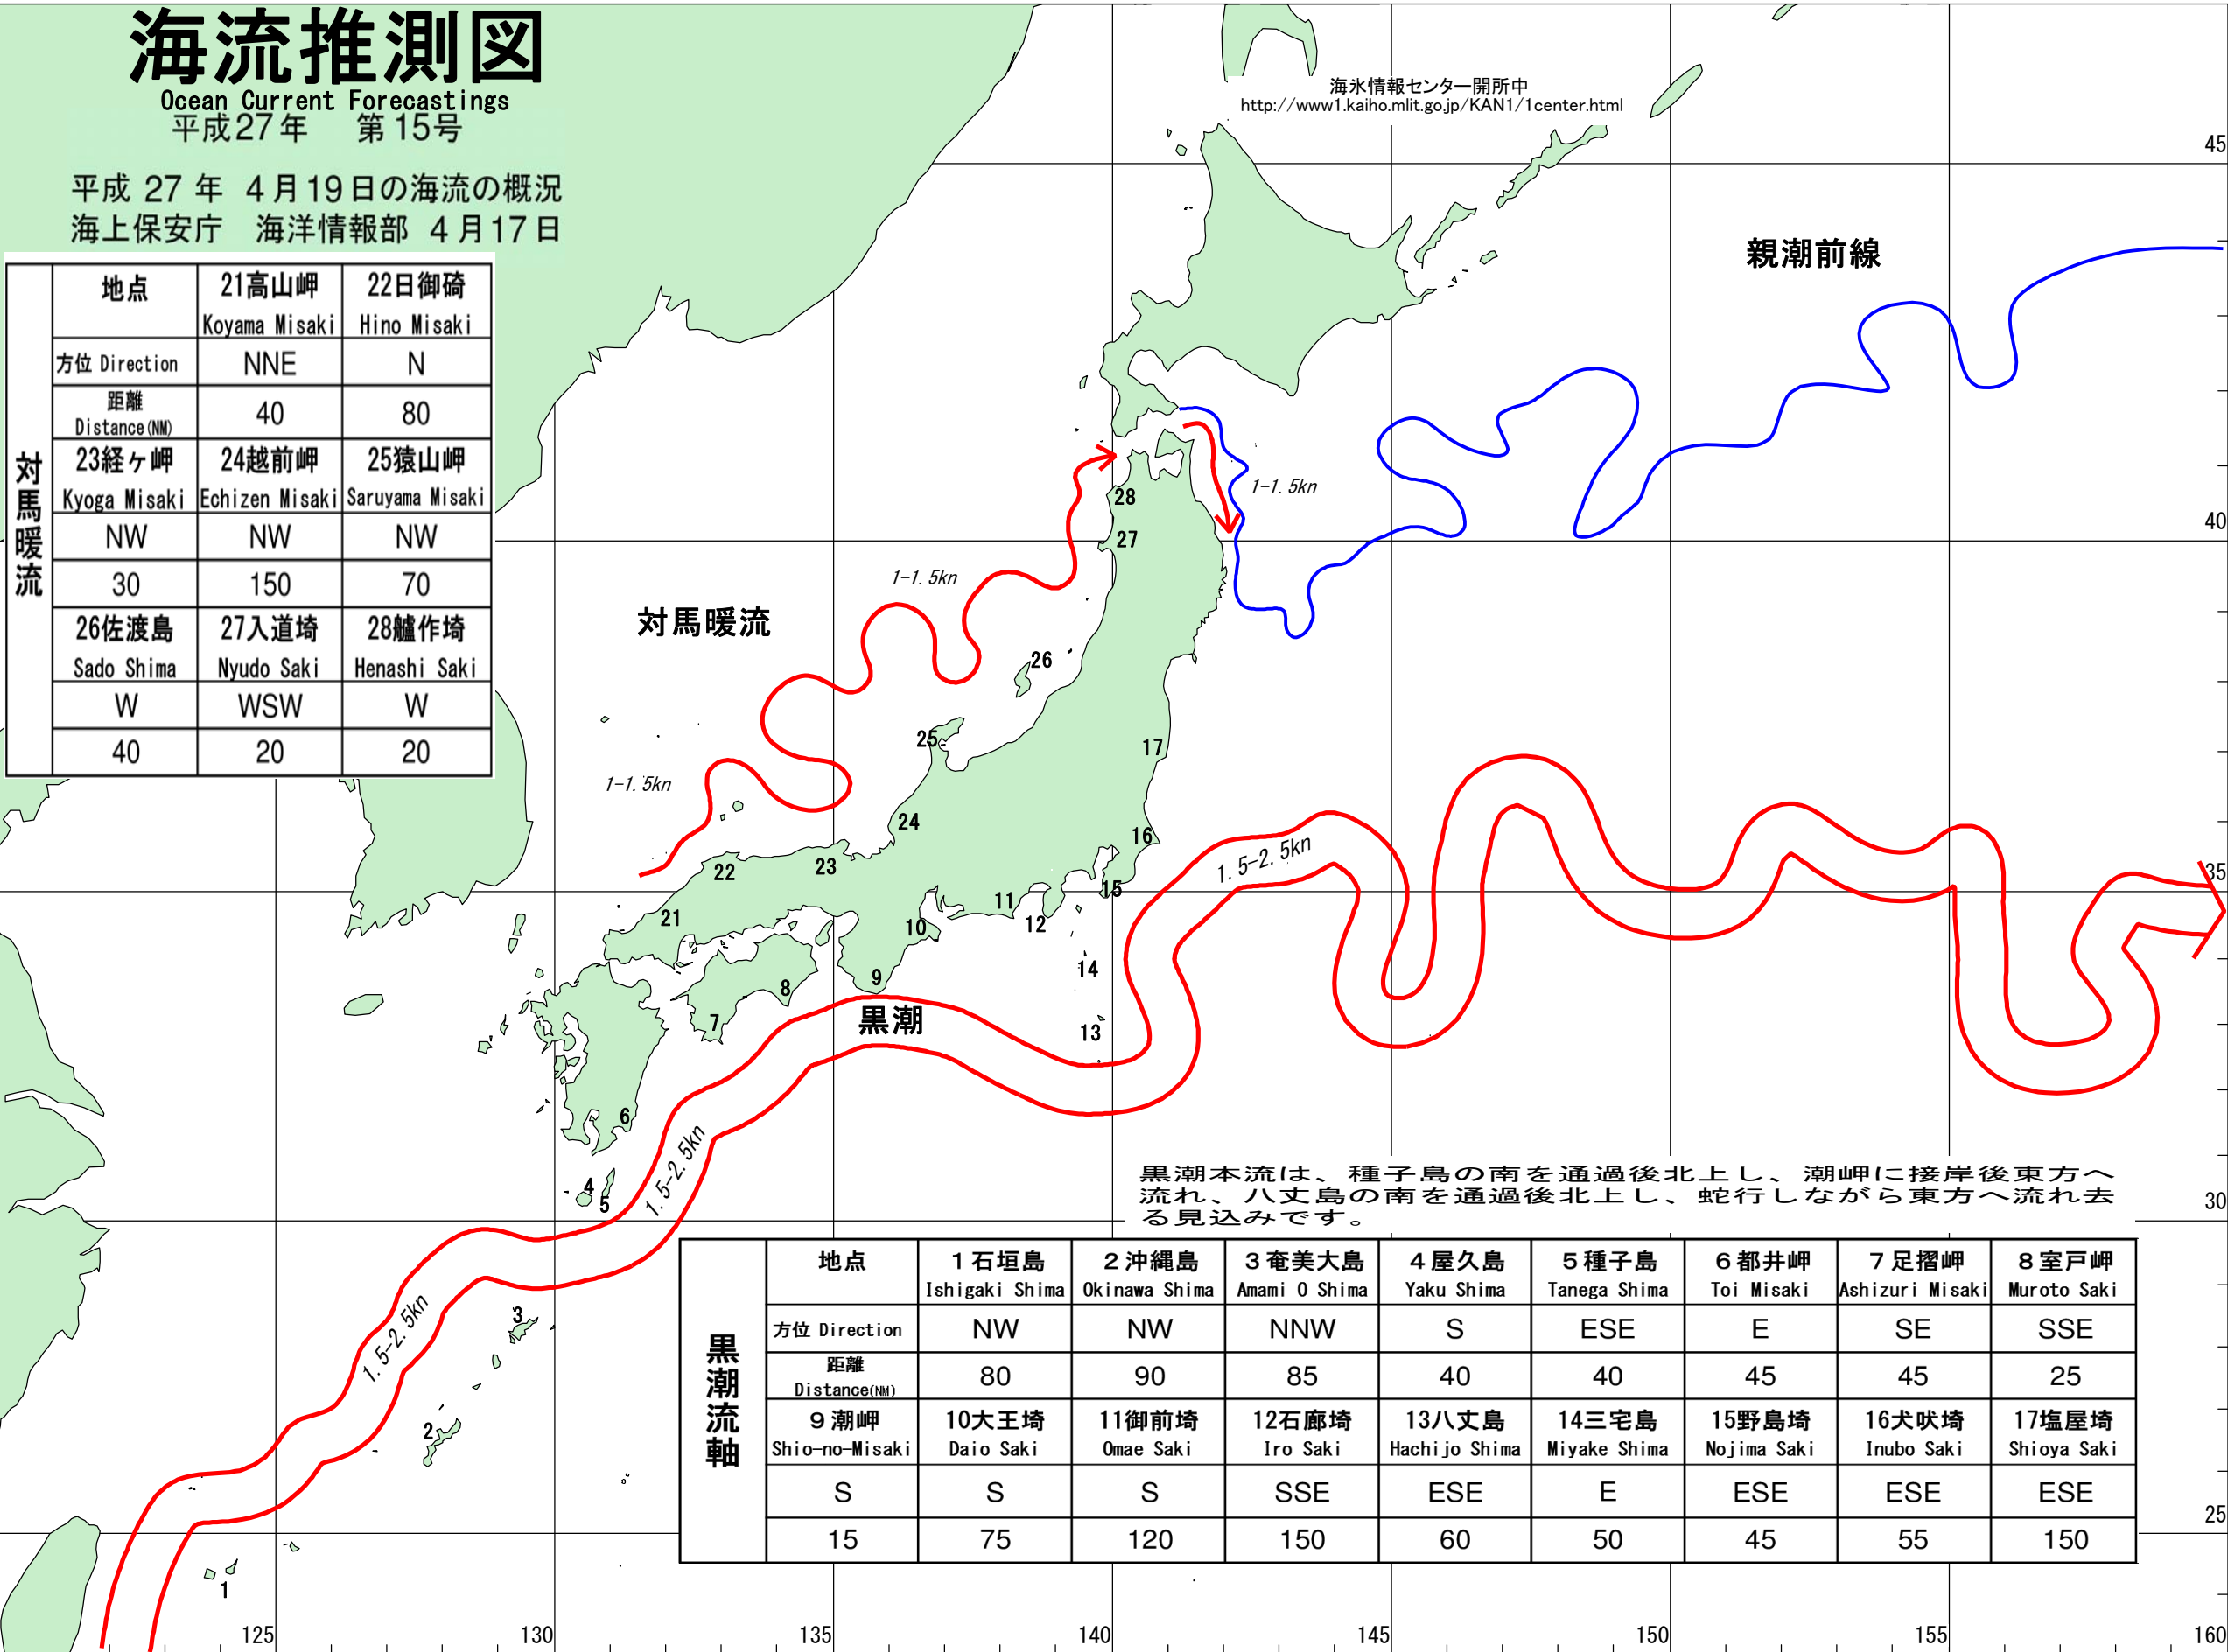 海流推測図
Ocean Current Forecastings
平成27年　第15号
平成 27 年 4月19日の海流の概況
海上保安庁　海洋情報部 4月17日
海氷情報センター開所中
http://www1.kaiho.mlit.go.jp/KAN1/1center.html
対馬暖流
地点 21高山岬 22日御碕
Koyama Misaki Hino Misaki
方位 Direction NNE N
距離
Distance(NM) 40 80
23経ヶ岬 24越前岬 25猿山岬
Kyoga Misaki Echizen Misaki Saruyama Misaki
NW NW NW
30 150 70
26佐渡島 27入道埼 28艫作埼
Sado Shima Nyudo Saki Henashi Saki
W WSW W
40 20 20
親潮前線
45
1-1.5kn
28
40
27
1-1.5kn
対馬暖流
26
25
17
1-1.5kn
24
16
1.5-2.5kn
22
23
35
15
11
21
10
12
14
9
8
黒潮
7
13
6
1.5-2.5kn
4
5
30
黒潮本流は、種子島の南を通過後北上し、潮岬に接岸後東方へ
流れ、八丈島の南を通過後北上し、蛇行しながら東方へ流れ去
る見込みです。
3
1.5-2.5kn
2
1
黒潮流軸
地点 1石垣島 2沖縄島 3奄美大島 4屋久島 5種子島 6都井岬 7足摺岬 8室戸岬
Ishigaki Shima Okinawa Shima Amami O Shima Yaku Shima Tanega Shima Toi Misaki Ashizuri Misaki Muroto Saki
方位 Direction NW NW NNW S ESE E SE SSE
距離
Distance(NM) 80 90 85 40 40 45 45 25
9潮岬 10大王埼 11御前埼 12石廊埼 13八丈島 14三宅島 15野島埼 16犬吠埼 17塩屋埼
Shio-no-Misaki Daio Saki Omae Saki Iro Saki Hachijo Shima Miyake Shima Nojima Saki Inubo Saki Shioya Saki
S S S SSE ESE E ESE ESE ESE
15 75 120 150 60 50 45 55 150
25
125 130 135 140 145 150 155 160